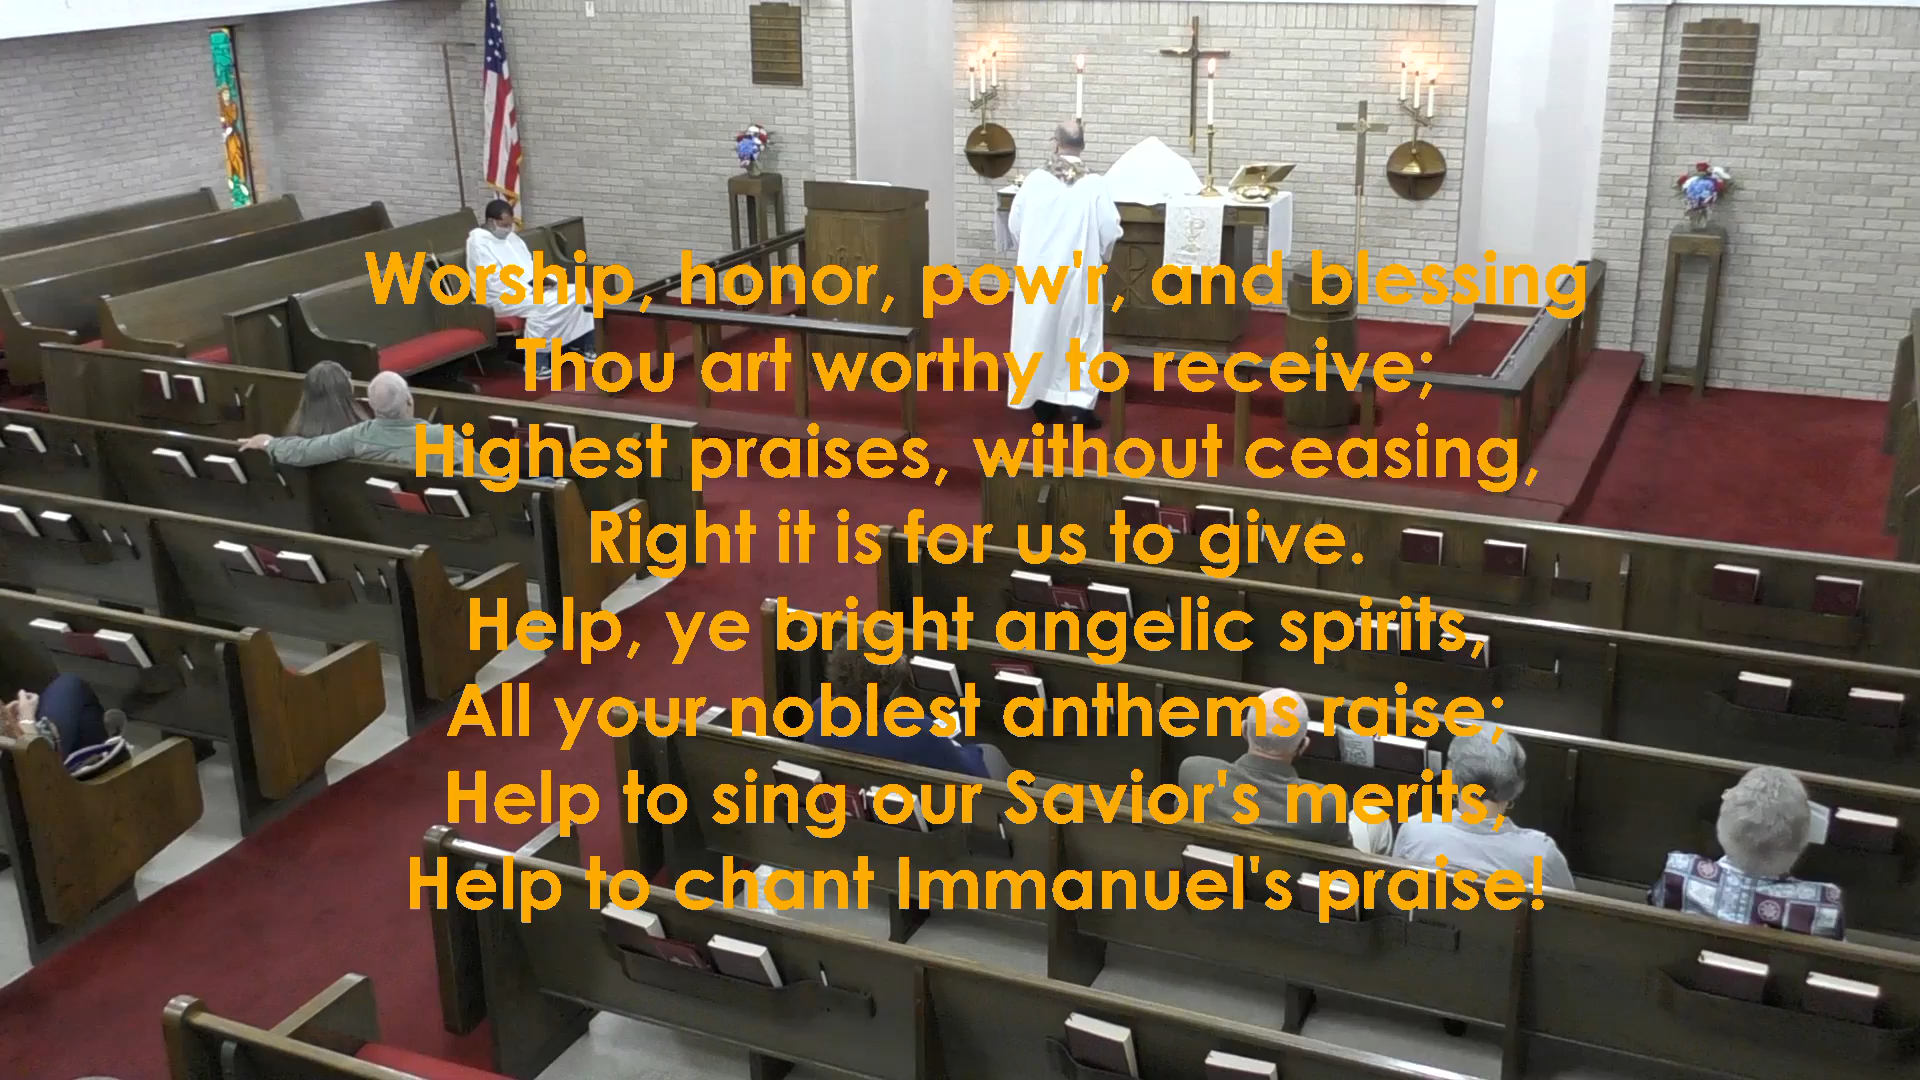 Worship, honor, pow'r, and blessing
Thou art worthy to receive;
Highest praises, without ceasing,
Right it is for us to give.
Help, ye bright angelic spirits,
All your noblest anthems raise;
Help to sing our Savior's merits,
Help to chant Immanuel's praise!